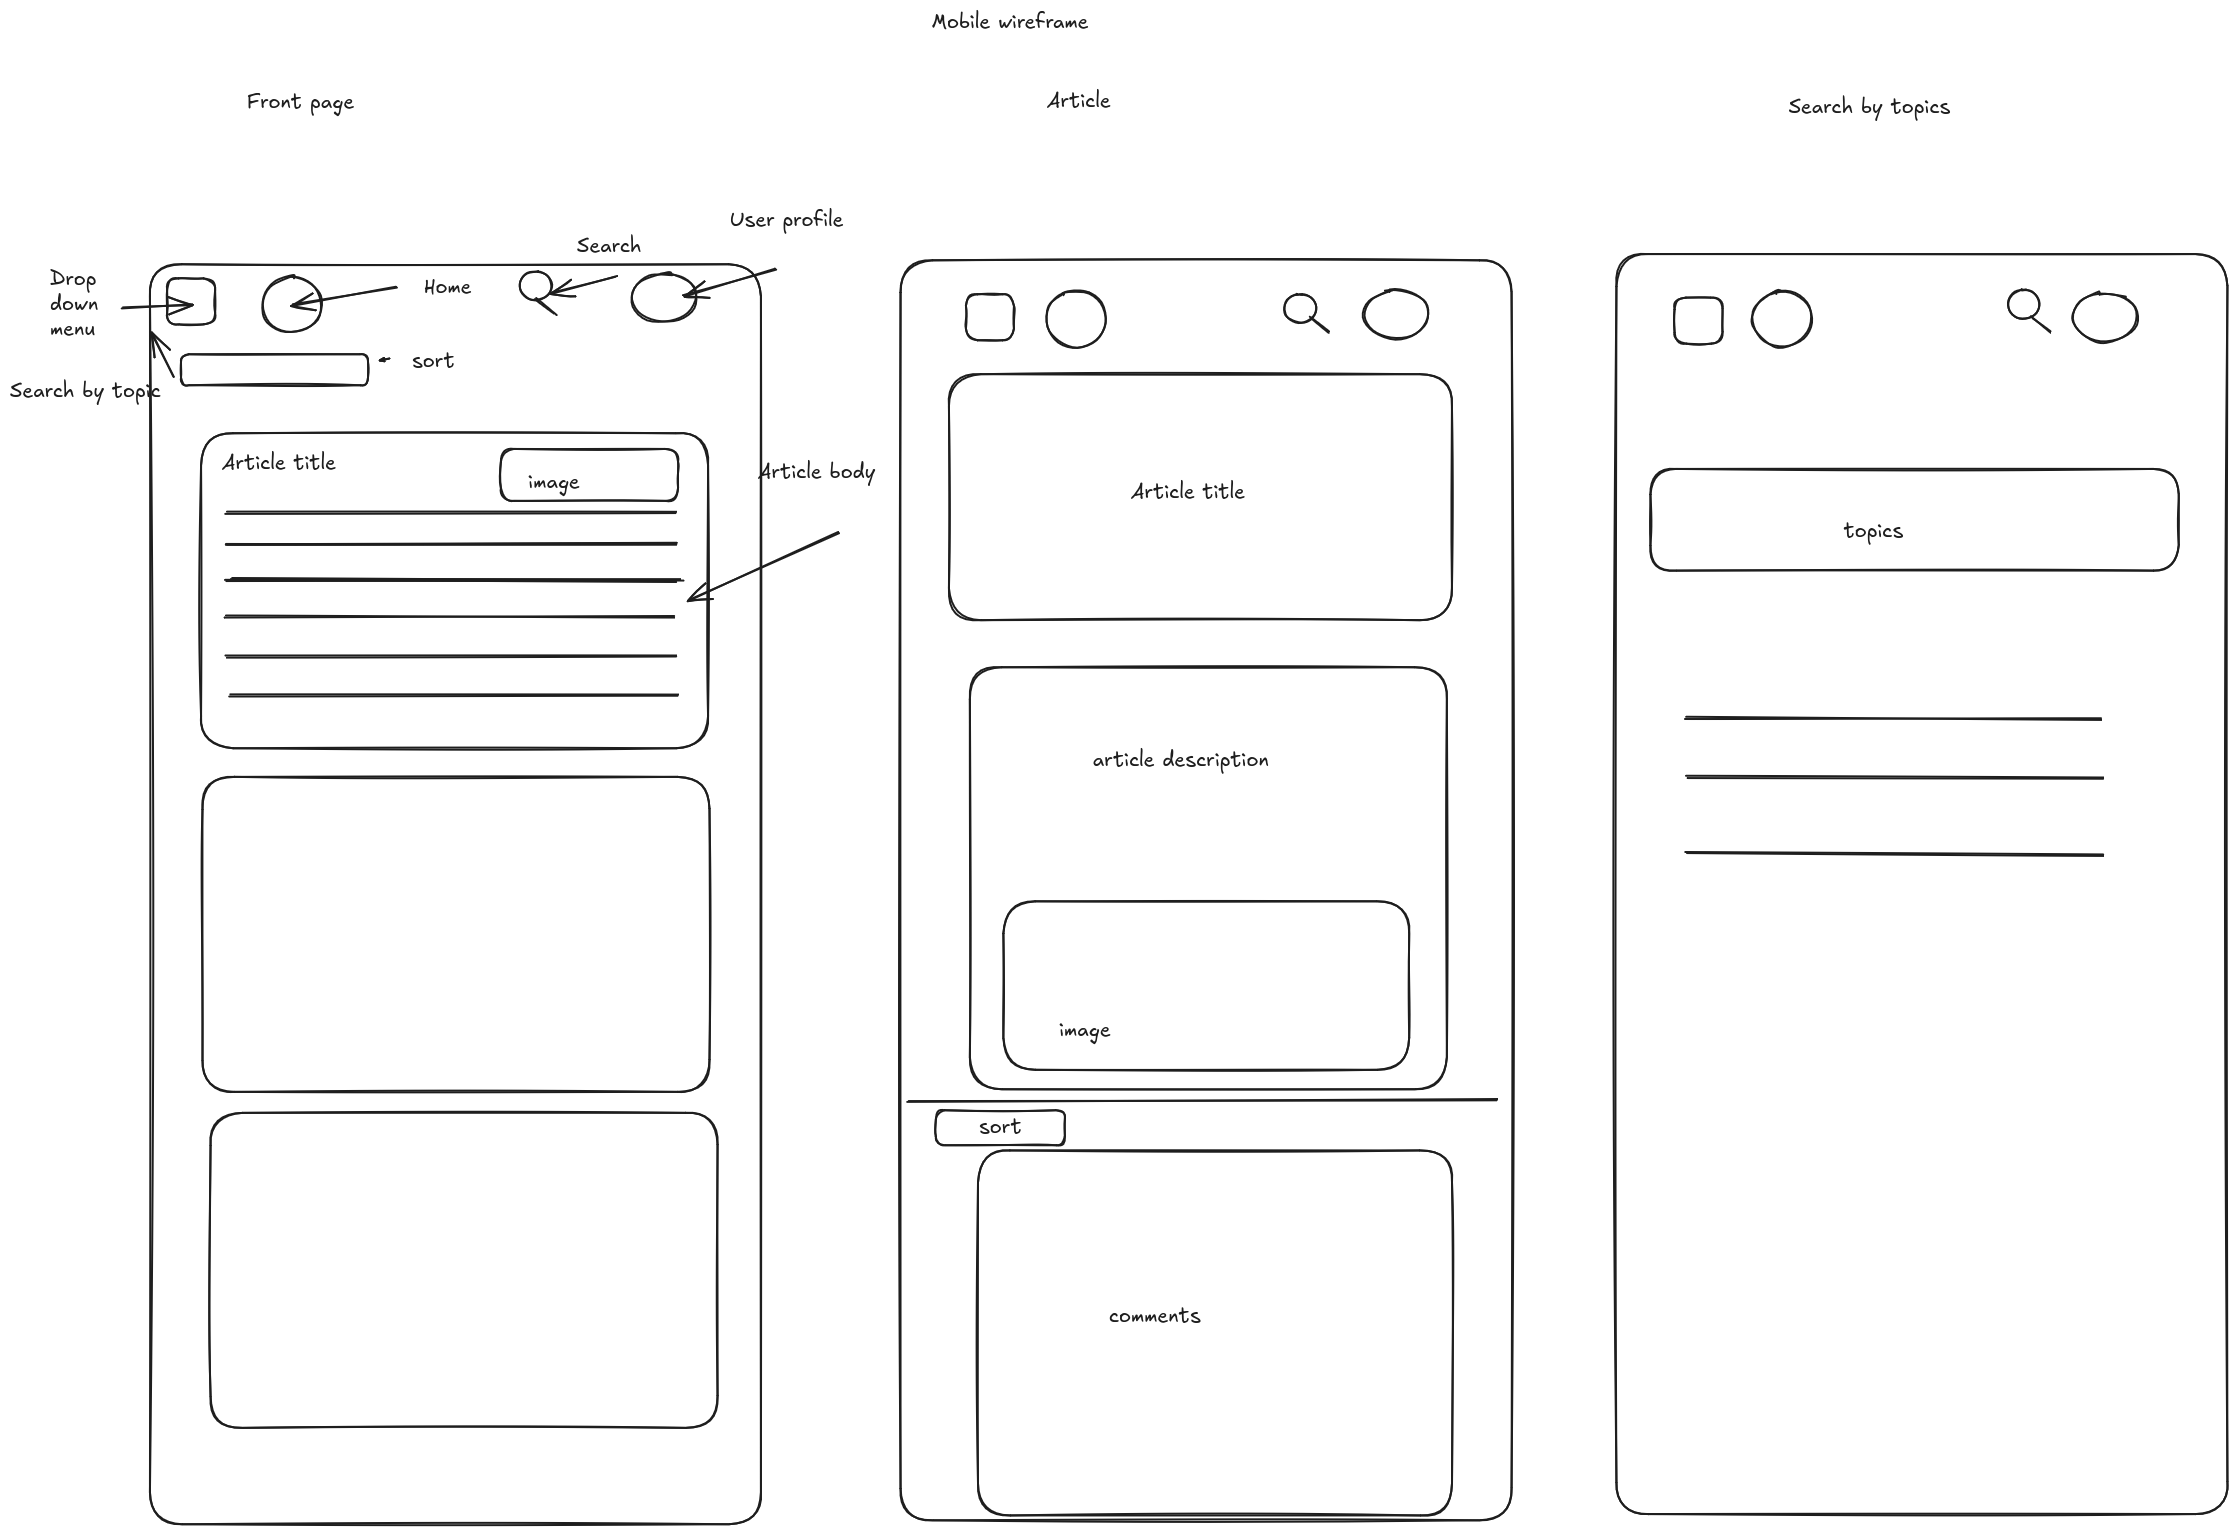 Mobile wireframe
Front page
Article
Search by topics
User profile
Search
Drop
down
menu
Home
sort
Search by topic
Article title
image
Article body
Article title
article description
image
sort
comments
topics